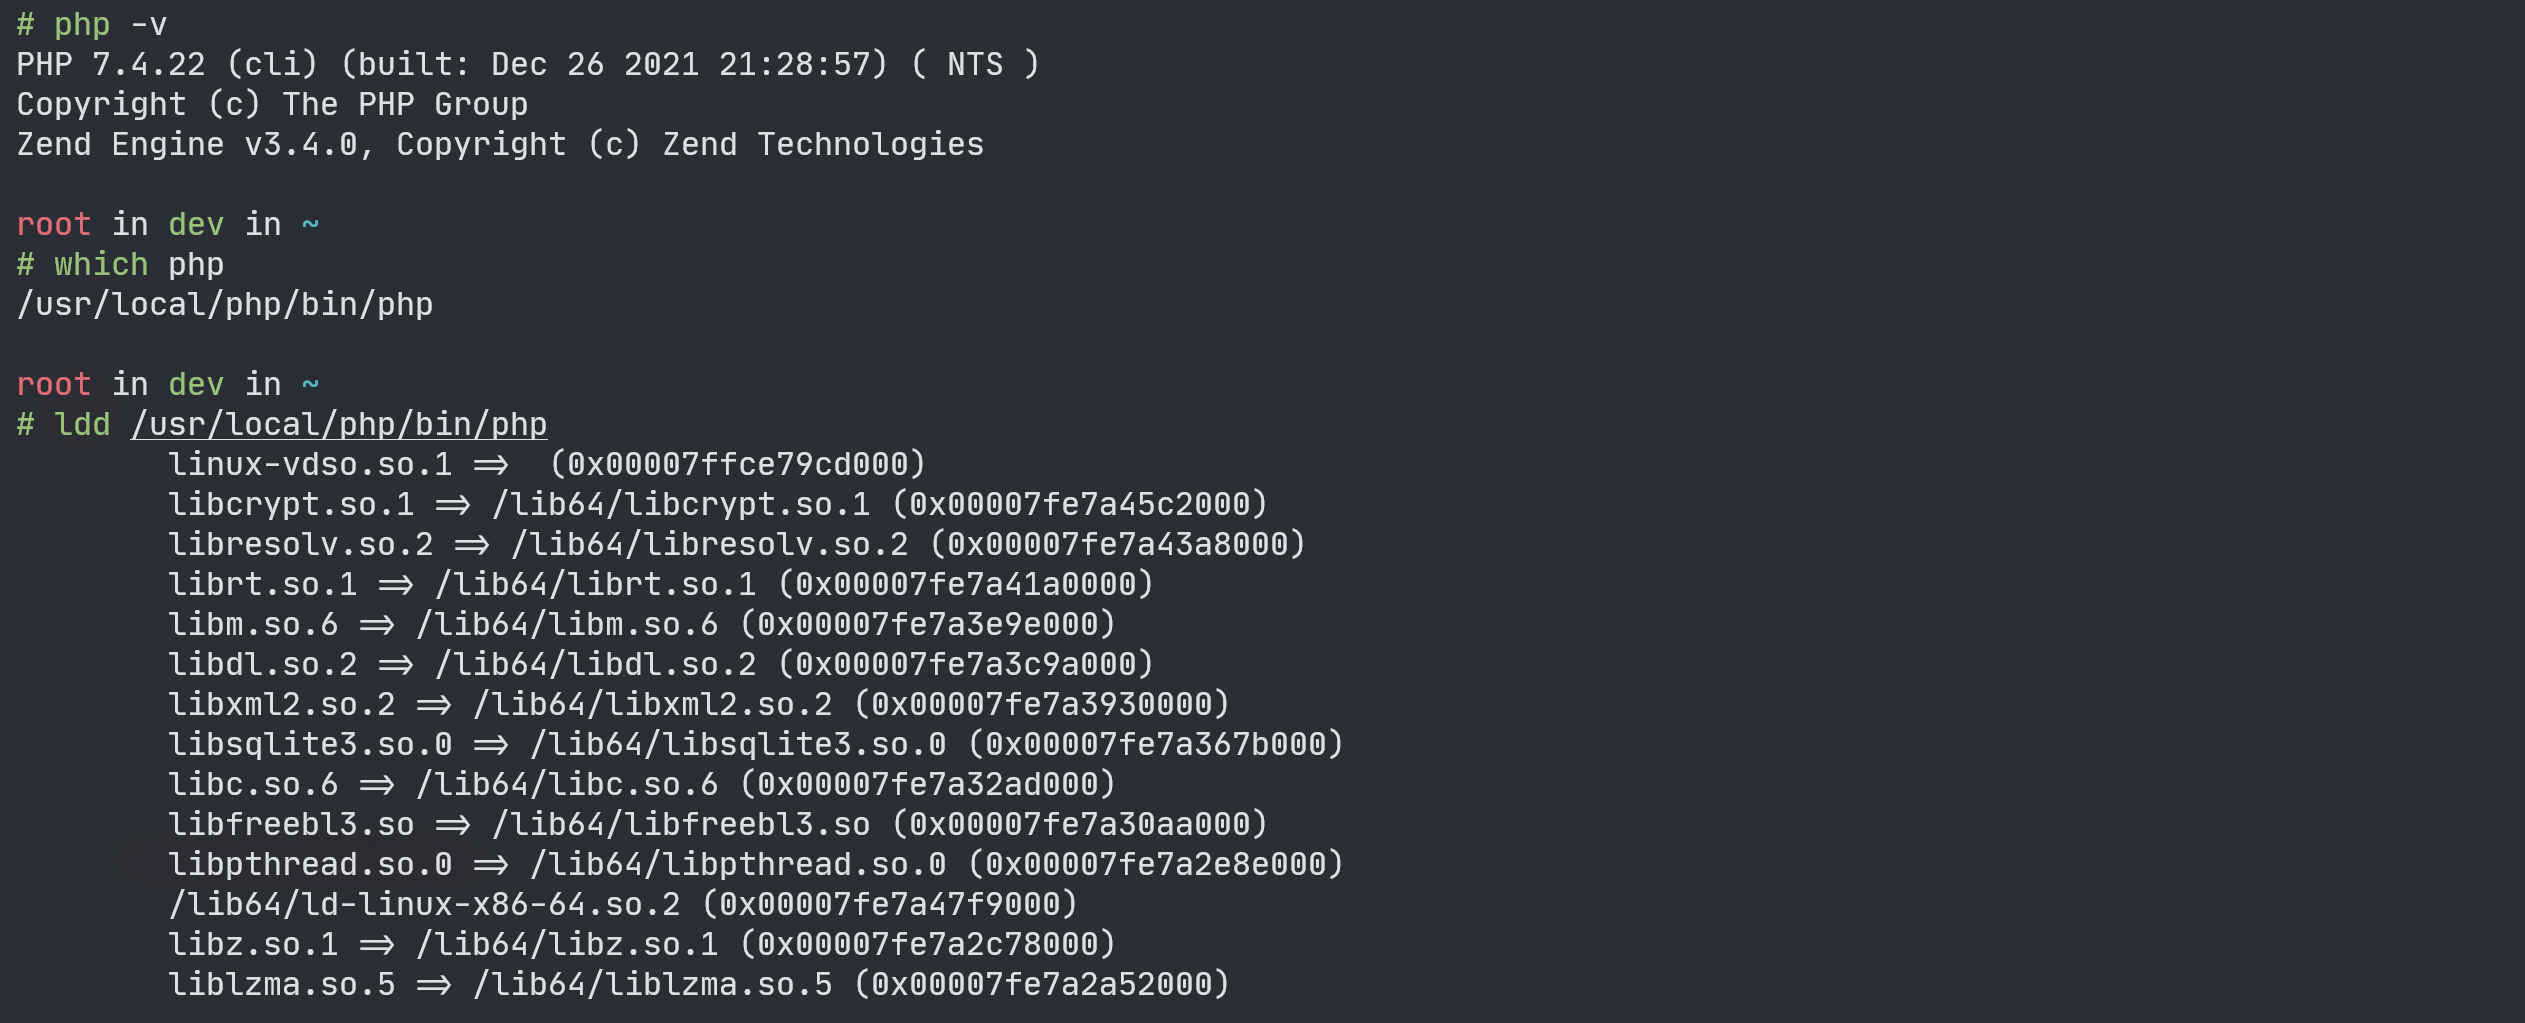 # php -v
PHP 7.4.22 (cli) (built: Dec 26 2021 21:28:57) ( NTS )
Copyright (c) The PHP Group
Zend Engine v3.4.0, Copyright (c) Zend Technologies
root in dev in ~
# which php
/usr/local/php/bin/php
root in dev in ~
# ldd /usr/local/php/bin/php
linux-vdso.so.1 =>  (0x00007ffce79cd000)
libcrypt.so.1 => /lib64/libcrypt.so.1 (0x00007fe7a45c2000)
libresolv.so.2 => /lib64/libresolv.so.2 (0x00007fe7a43a8000)
librt.so.1 => /lib64/librt.so.1 (0x00007fe7a41a0000)
libm.so.6 => /lib64/libm.so.6 (0x00007fe7a3e9e000)
libdl.so.2 => /lib64/libdl.so.2 (0x00007fe7a3c9a000)
libxml2.so.2 => /lib64/libxml2.so.2 (0x00007fe7a3930000)
libsqlite3.so.0 => /lib64/libsqlite3.so.0 (0x00007fe7a367b000)
libc.so.6 => /lib64/libc.so.6 (0x00007fe7a32ad000)
libfreebl3.so => /lib64/libfreebl3.so (0x00007fe7a30aa000)
libpthread.so.0 => /lib64/libpthread.so.0 (0x00007fe7a2e8e000)
/lib64/ld-linux-x86-64.so.2 (0x00007fe7a47f9000)
libz.so.1 => /lib64/libz.so.1 (0x00007fe7a2c78000)
liblzma.so.5 => /lib64/liblzma.so.5 (0x00007fe7a2a52000)